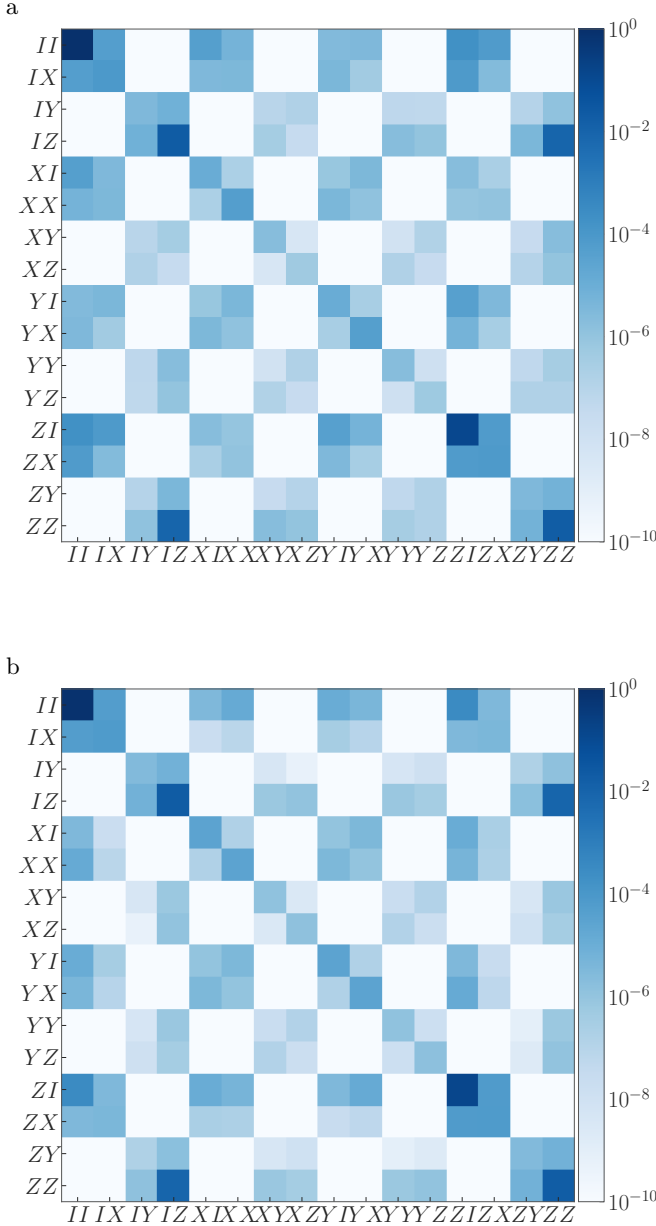 a
II
IX
IY
IZ
XI
XX
XY
XZ
YI
YX
YY
YZ
ZI
ZX
ZY
ZZ
II IX IY IZ XI XX XY XZ YI YX YY YZ ZI ZX ZY ZZ
10^0
10^{-2}
10^{-4}
10^{-6}
10^{-8}
10^{-10}
b
II
IX
IY
IZ
XI
XX
XY
XZ
YI
YX
YY
YZ
ZI
ZX
ZY
ZZ
II IX IY IZ XI XX XY XZ YI YX YY YZ ZI ZX ZY ZZ
10^0
10^{-2}
10^{-4}
10^{-6}
10^{-8}
10^{-10}